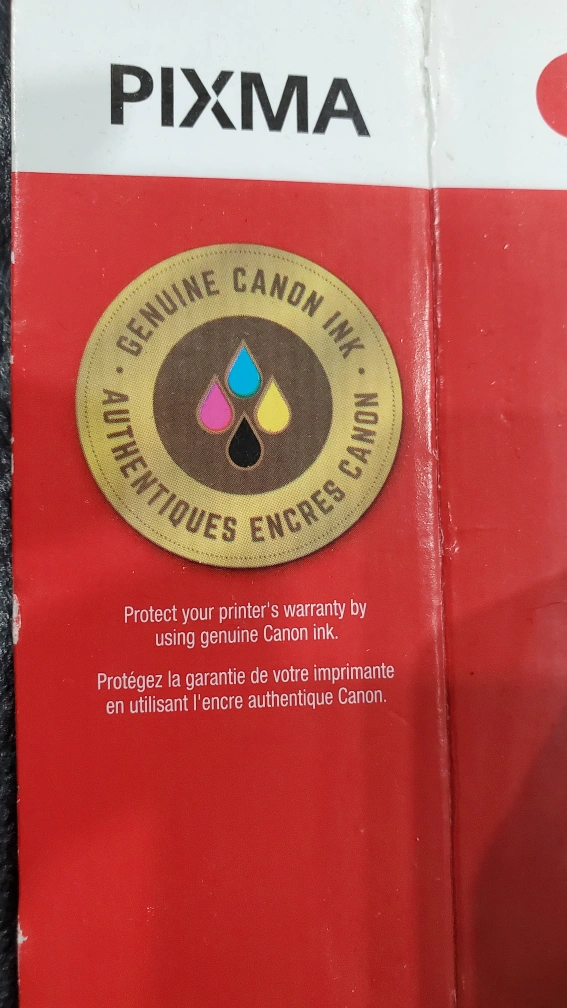 PIXMA
GENUINE CANON INK
AUTHENTIQUES ENCRES CANON
Protect your printer's warranty by
using genuine Canon ink.
Protégez la garantie de votre imprimante
en utilisant l'encre authentique Canon.